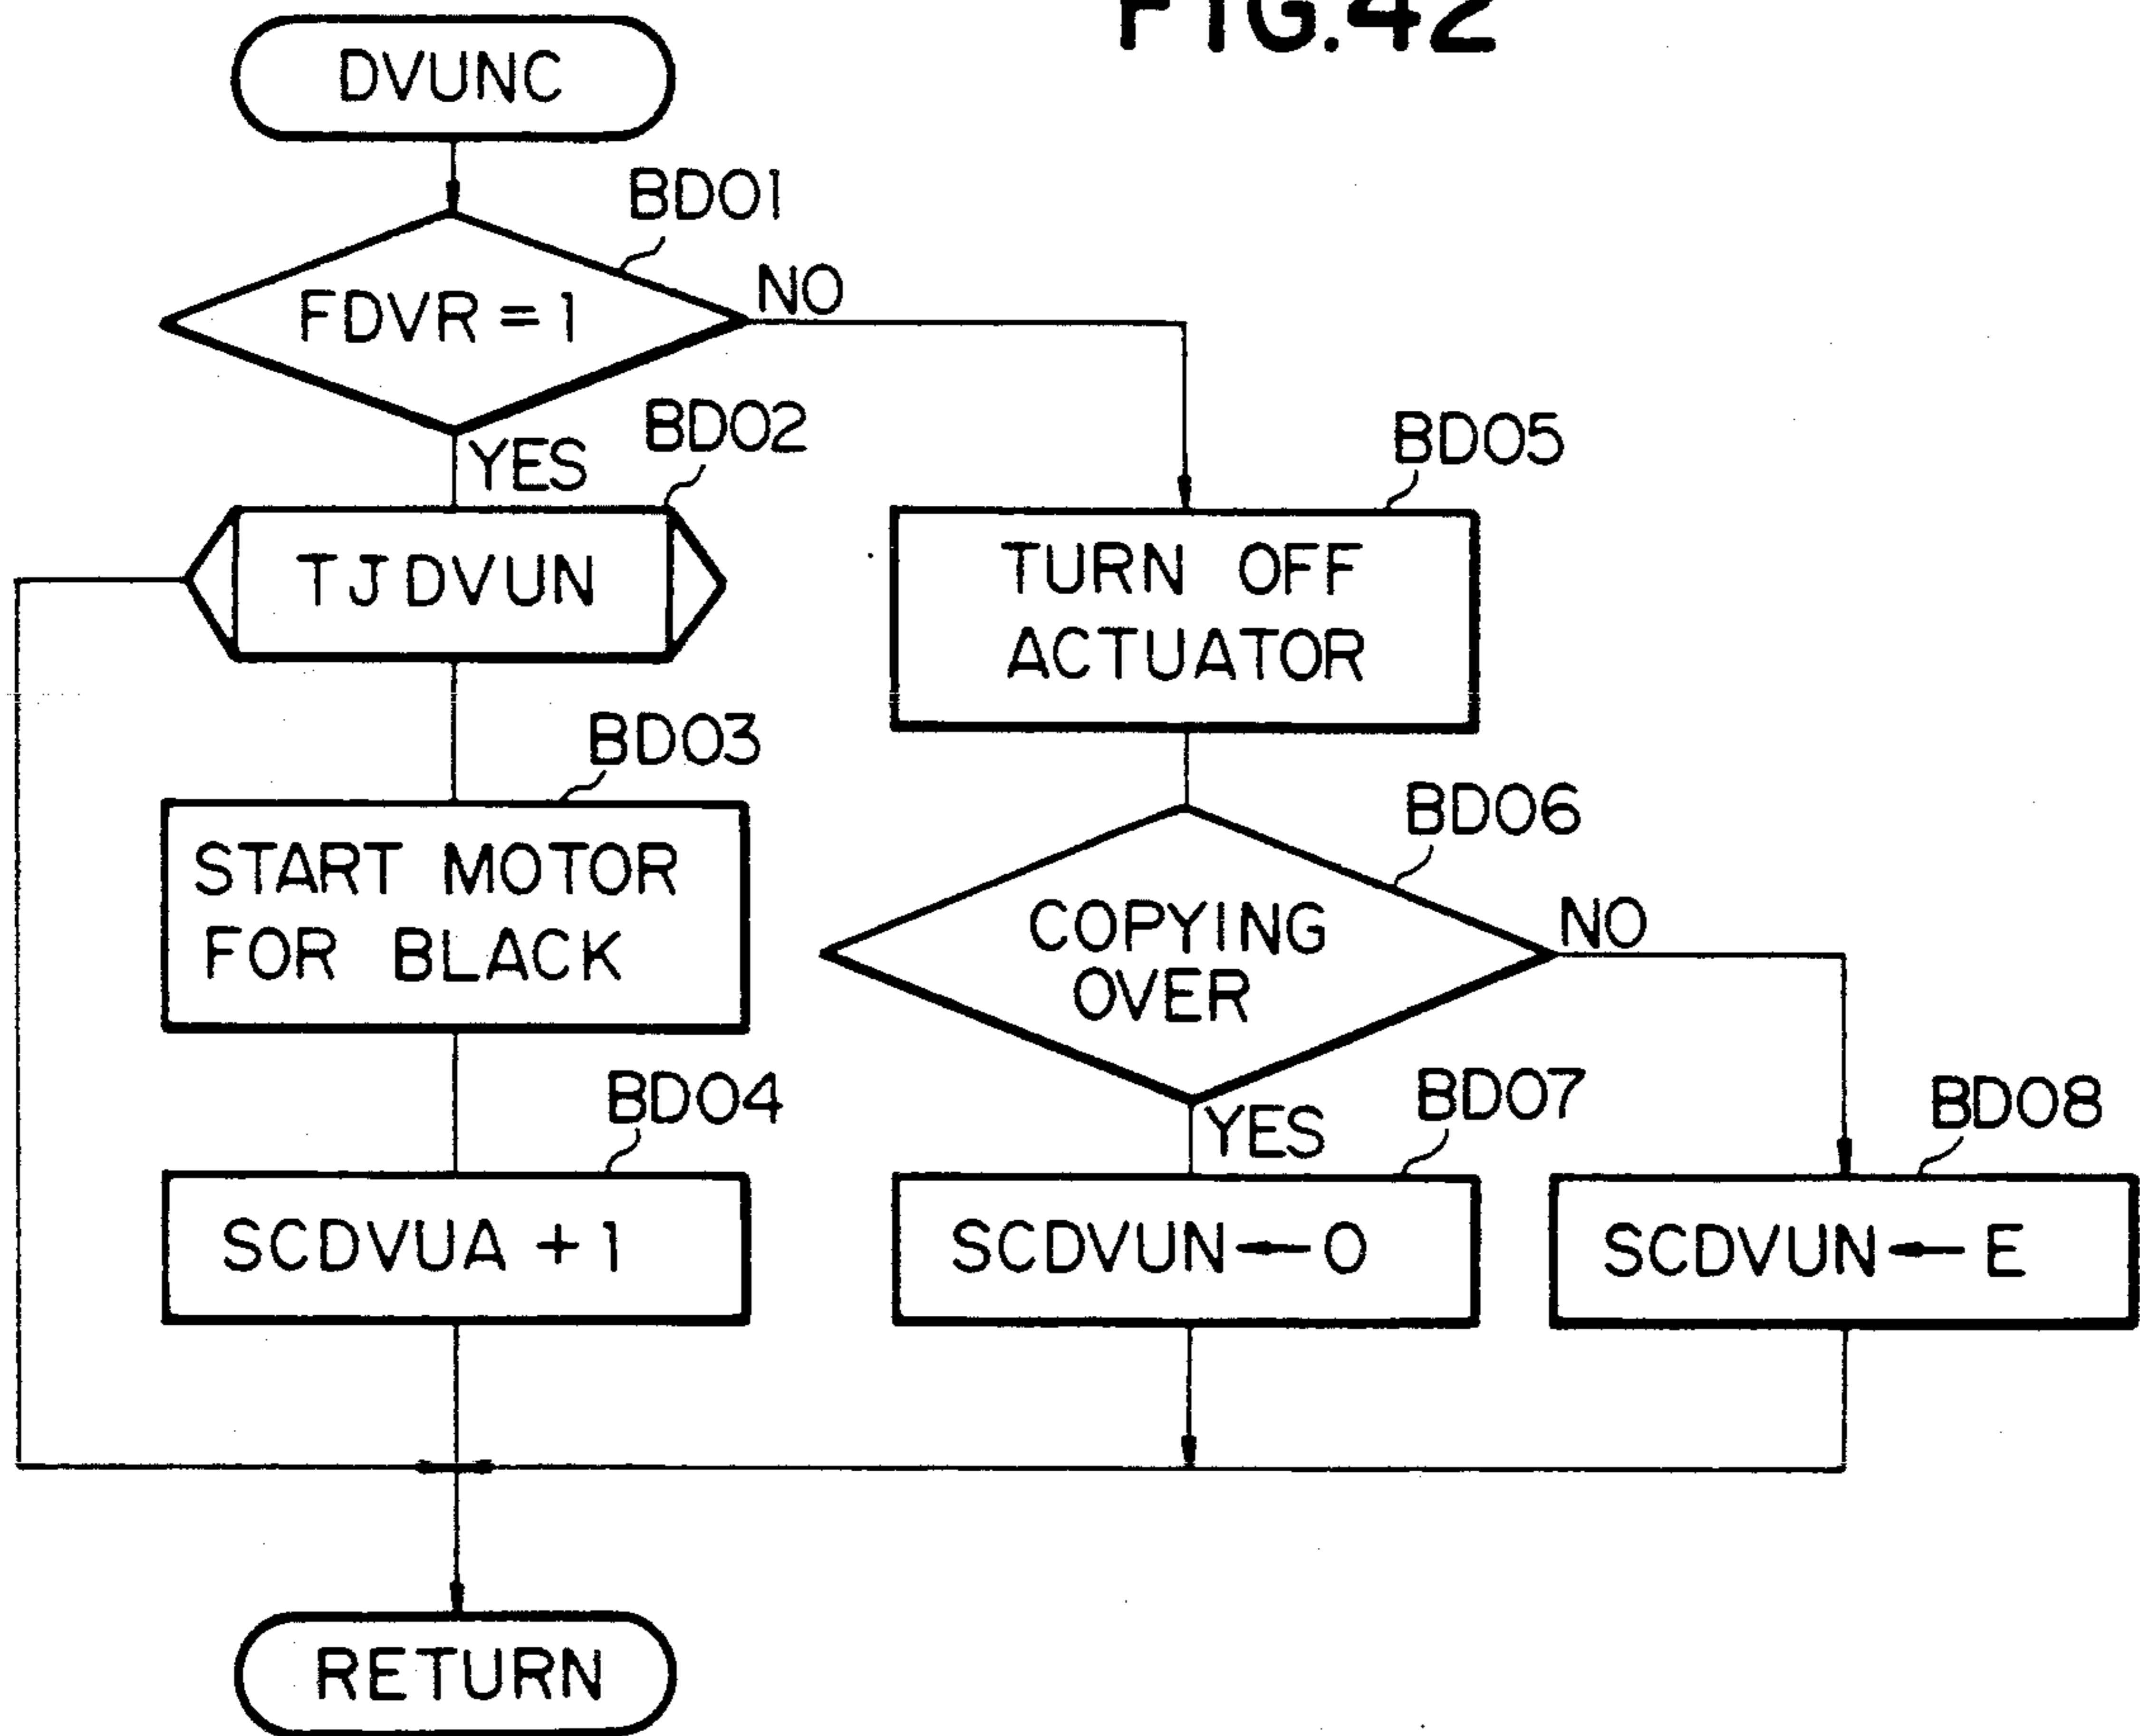 FIG.42
DVUNC
BD01
FDVR=1
NO
YES
BD02
TJDVUN
BD03
START MOTOR
FOR BLACK
BD04
SCDVUA+1
BD05
TURN OFF
ACTUATOR
BD06
COPYING
OVER
NO
YES
BD07
SCDVUN←0
BD08
SCDVUN←E
RETURN